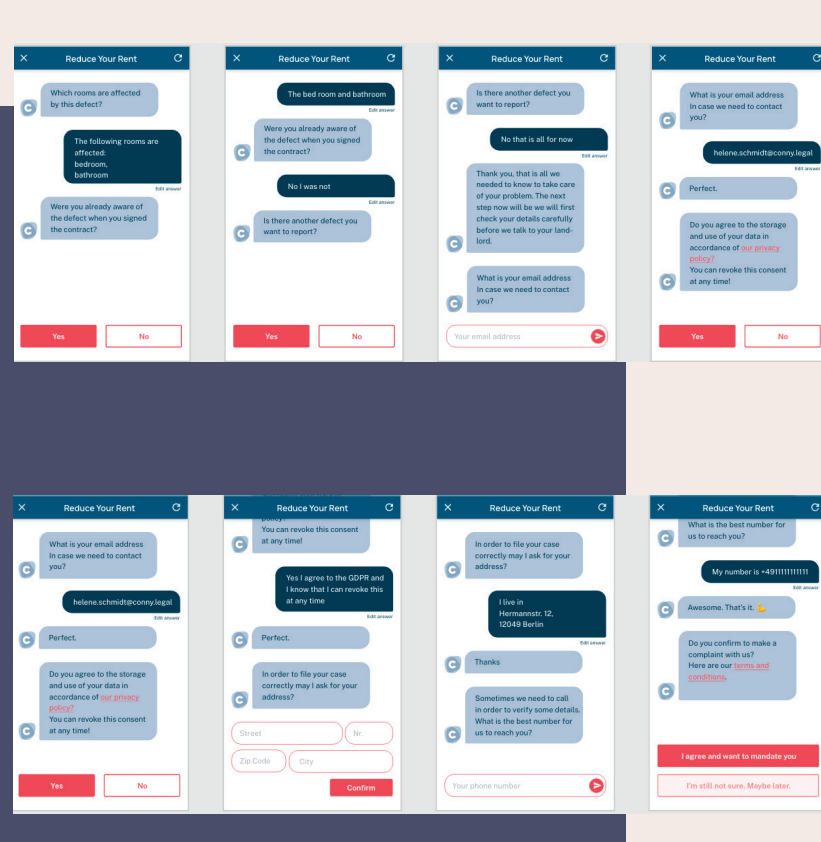 Reduce Your Rent
Which rooms are affected
by this defect?
The following rooms are
affected:
bedroom,
bathroom
Edit answer
Were you already aware of
the defect when you signed
the contract?
Yes
No
Reduce Your Rent
The bed room and bathroom
Edit answer
Were you already aware of
the defect when you signed
the contract?
No I was not
Edit answer
Is there another defect you
want to report?
Yes
No
Reduce Your Rent
Is there another defect you
want to report?
No that is all for now
Edit answer
Thank you, that is all we
needed to know to take care
of your problem. The next
step now will be we will first
check your details carefully
before we talk to your land-
lord.
What is your email address
In case we need to contact
you?
Your email address
Reduce Your Rent
What is your email address
In case we need to contact
you?
helene.schmidt@conny.legal
Edit answer
Perfect.
Do you agree to the storage
and use of your data in
accordance of our privacy
policy?
You can revoke this consent
at any time!
Yes
No
Reduce Your Rent
What is your email address
In case we need to contact
you?
helene.schmidt@conny.legal
Edit answer
Perfect.
Do you agree to the storage
and use of your data in
accordance of our privacy
policy?
You can revoke this consent
at any time!
Yes
No
Reduce Your Rent
policy?
You can revoke this consent
at any time!
Yes I agree to the GDPR and
I know that I can revoke this
at any time
Edit answer
Perfect.
In order to file your case
correctly may I ask for your
address?
Street
Nr.
Zip Code
City
Confirm
Reduce Your Rent
In order to file your case
correctly may I ask for your
address?
I live in
Hermannstr. 12,
12049 Berlin
Edit answer
Thanks
Sometimes we need to call
in order to verify some details.
What is the best number for
us to reach you?
Your phone number
Reduce Your Rent
What is the best number for
us to reach you?
My number is +4911111111111
Edit answer
Awesome. That's it. 💪
Do you confirm to make a
complaint with us?
Here are our terms and
conditions.
I agree and want to mandate you
I'm still not sure. Maybe later.